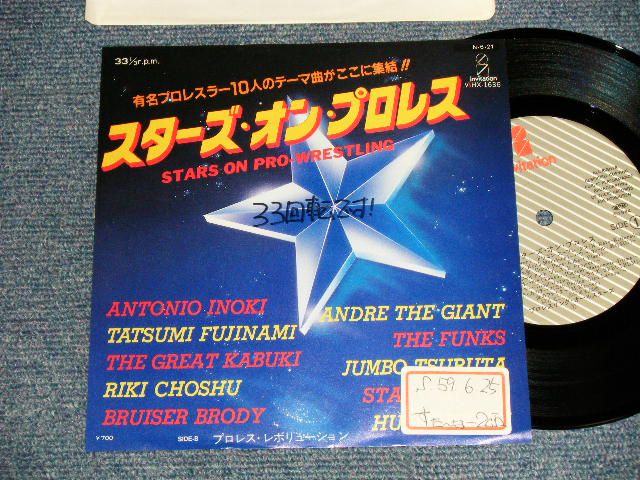 33⅓r.p.m.
N-6-21
invitation
VIHX-1636
有名プロレスラー10人のテーマ曲がここに集結!!
スターズ・オン・プロレス
STARS ON PRO-WRESTLING
33回転です!
ANTONIO INOKI
TATSUMI FUJINAMI
THE GREAT KABUKI
RIKI CHOSHU
BRUISER BRODY
ANDRE THE GIANT
THE FUNKS
JUMBO TSURUTA
STA
HU
S 59 6 25
¥700
SIDE-B プロレス・レボリューション
invitation
SIDE 1